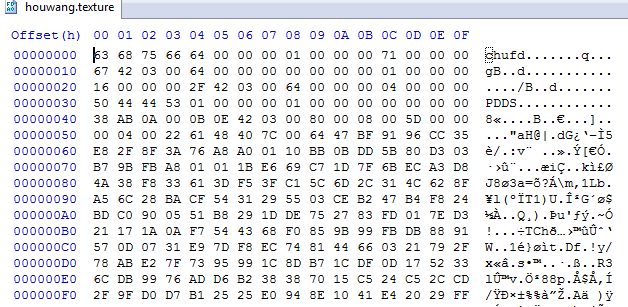 houwang.texture
Offset(h) 00 01 02 03 04 05 06 07 08 09 0A 0B 0C 0D 0E 0F
00000000 63 68 75 66 64 00 00 00 01 00 00 00 71 00 00 00 chufd.......q...
00000010 67 42 03 00 64 00 00 00 00 00 00 00 00 00 00 00 gB..d...........
00000020 16 00 00 00 2F 42 03 00 64 00 00 00 04 00 00 00 ..../B..d.......
00000030 50 44 44 53 01 00 00 01 00 00 01 00 00 00 00 00 PDDS............
00000040 38 AB 0A 00 0B 0E 42 03 00 80 00 08 00 5D 00 00 8«....B..€...]..
00000050 00 04 00 22 61 48 40 7C 00 64 47 BF 91 96 CC 35 ..."aH@|.dG¿‘–Ì5
00000060 E8 2F 8F 3A 76 A8 A0 01 10 BB 0B DD 5B 80 D3 03 è/.:v¨ ..».Ý[€Ó.
00000070 B7 9B FB A8 01 01 1B E6 69 C7 1D 7F 6B EC A3 D8 ·›û¨...æiÇ..kì£Ø
00000080 4A 38 F8 33 61 3D F5 3F C1 5C 6D 2C 31 4C 62 8F J8ø3a=õ?Á\m,1Lb.
00000090 A5 6C 28 BA CF 54 31 29 55 03 CE B2 47 B4 F8 24 ¥l(ºÏT1)U.βG´ø$
000000A0 BD C0 90 05 51 B8 29 1D DE 75 27 83 FD 01 7E D3 ½À..Q¸).Þu'ƒý.~Ó
000000B0 21 17 1A 0A F7 54 43 68 F0 85 9B 99 FB DB 88 91 !...÷TChð…›™ûÛˆ‘
000000C0 57 0D 07 31 E9 7D F8 EC 74 81 44 66 03 21 79 2F W..1é}øìt.Df.!y/
000000D0 78 AB E2 7F 73 95 99 1C 8D B7 1C DF 0D 17 52 33 x«â.s•™..·.ß..R3
000000E0 6C DB 99 76 AD D6 B2 38 38 70 15 C5 24 C5 2C CD lÛ™v.Ö²88p.Å$Å,Í
000000F0 2F 9F D0 D7 B1 25 25 E0 94 8E 10 41 E4 20 29 FF /ŸÐ×±%%à”Ž.Aä )ÿ